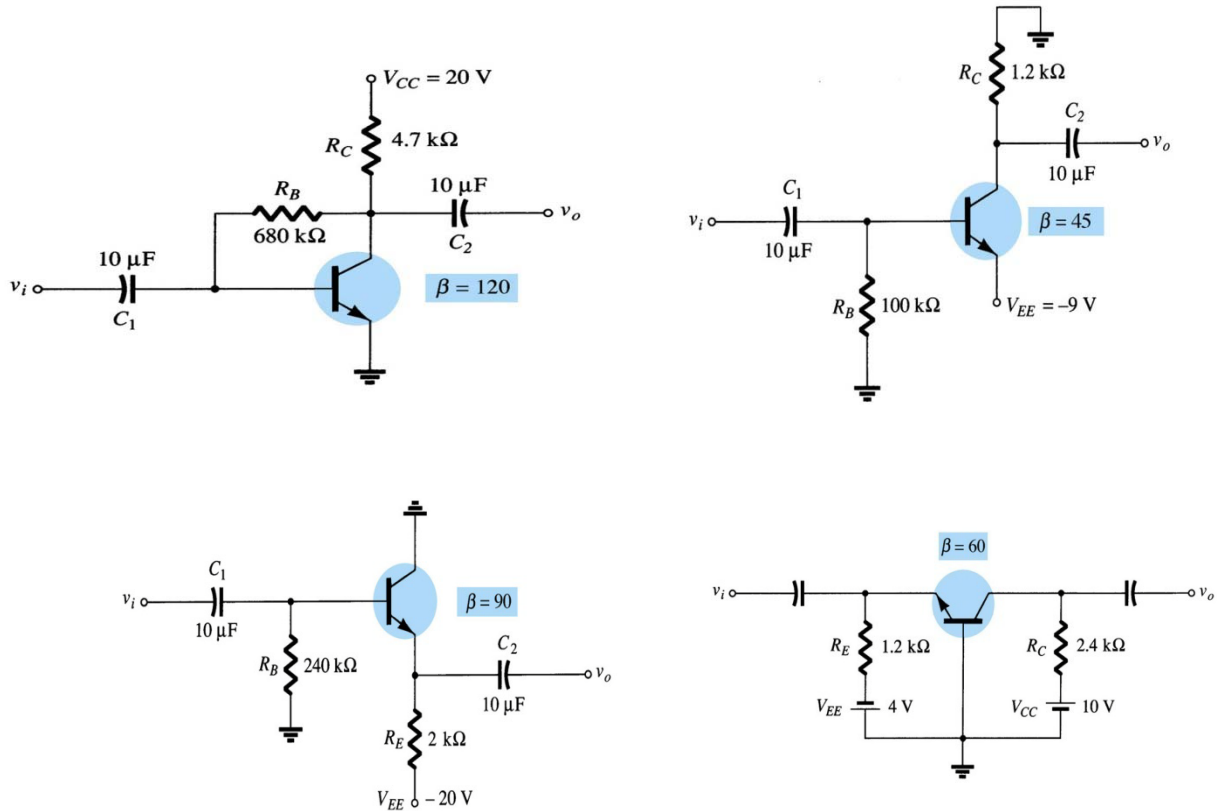 V_CC = 20 V
R_C 4.7 kΩ
R_B
680 kΩ
10 μF
C_2
v_o
10 μF
C_1
v_i
β = 120
R_C 1.2 kΩ
C_2
10 μF
v_o
C_1
10 μF
v_i
β = 45
R_B 100 kΩ
V_EE = –9 V
C_1
10 μF
v_i
β = 90
R_B 240 kΩ
C_2
10 μF
v_o
R_E 2 kΩ
V_EE – 20 V
β = 60
v_i
v_o
R_E 1.2 kΩ
R_C 2.4 kΩ
V_EE 4 V
V_CC 10 V